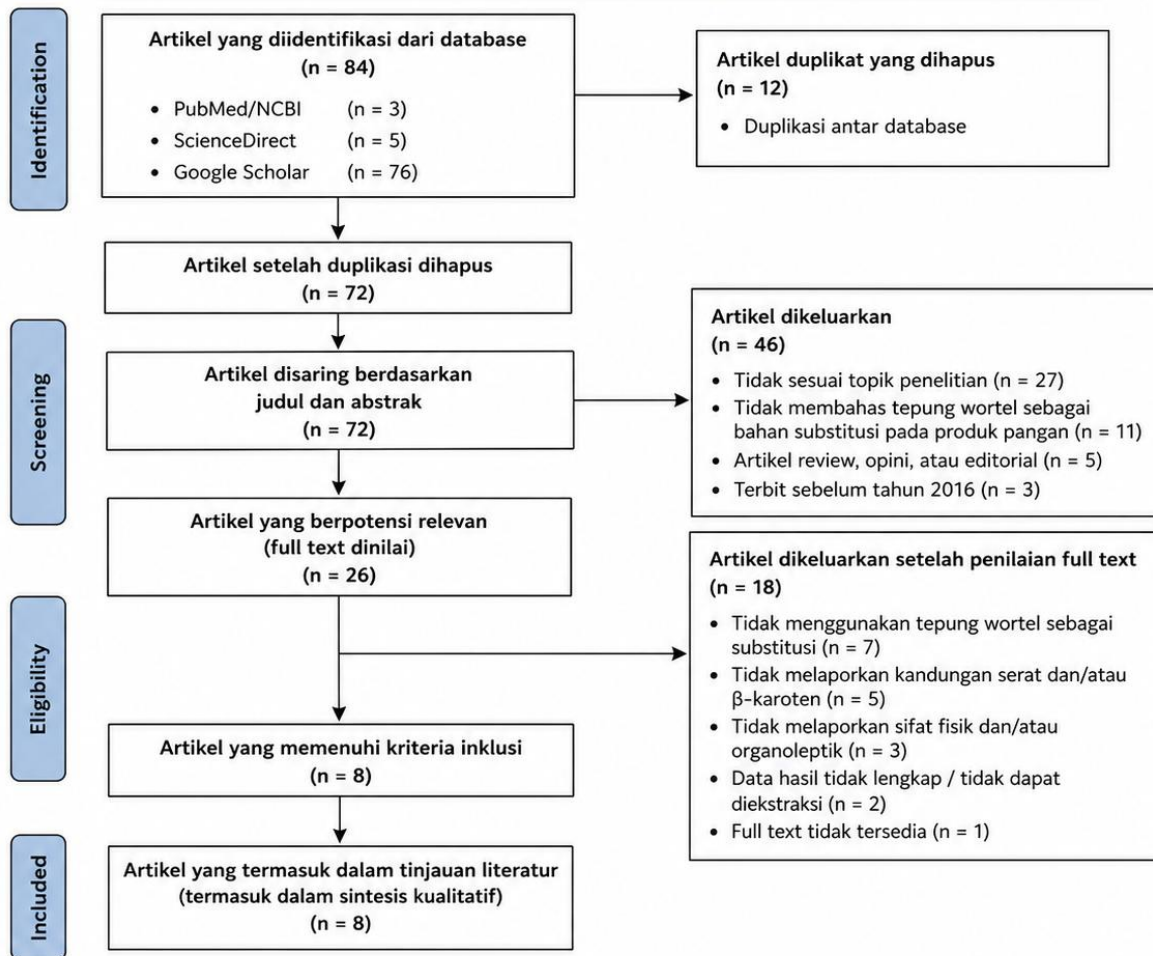 Identification
Artikel yang diidentifikasi dari database
(n = 84)
• PubMed/NCBI (n = 3)
• ScienceDirect (n = 5)
• Google Scholar (n = 76)
Artikel duplikat yang dihapus
(n = 12)
• Duplikasi antar database
Artikel setelah duplikasi dihapus
(n = 72)
Screening
Artikel disaring berdasarkan
judul dan abstrak
(n = 72)
Artikel dikeluarkan
(n = 46)
• Tidak sesuai topik penelitian (n = 27)
• Tidak membahas tepung wortel sebagai
bahan substitusi pada produk pangan (n = 11)
• Artikel review, opini, atau editorial (n = 5)
• Terbit sebelum tahun 2016 (n = 3)
Artikel yang berpotensi relevan
(full text dinilai)
(n = 26)
Eligibility
Artikel dikeluarkan setelah penilaian full text
(n = 18)
• Tidak menggunakan tepung wortel sebagai
substitusi (n = 7)
• Tidak melaporkan kandungan serat dan/atau
β-karoten (n = 5)
• Tidak melaporkan sifat fisik dan/atau
organoleptik (n = 3)
• Data hasil tidak lengkap / tidak dapat
diekstraksi (n = 2)
• Full text tidak tersedia (n = 1)
Artikel yang memenuhi kriteria inklusi
(n = 8)
Included
Artikel yang termasuk dalam tinjauan literatur
(termasuk dalam sintesis kualitatif)
(n = 8)